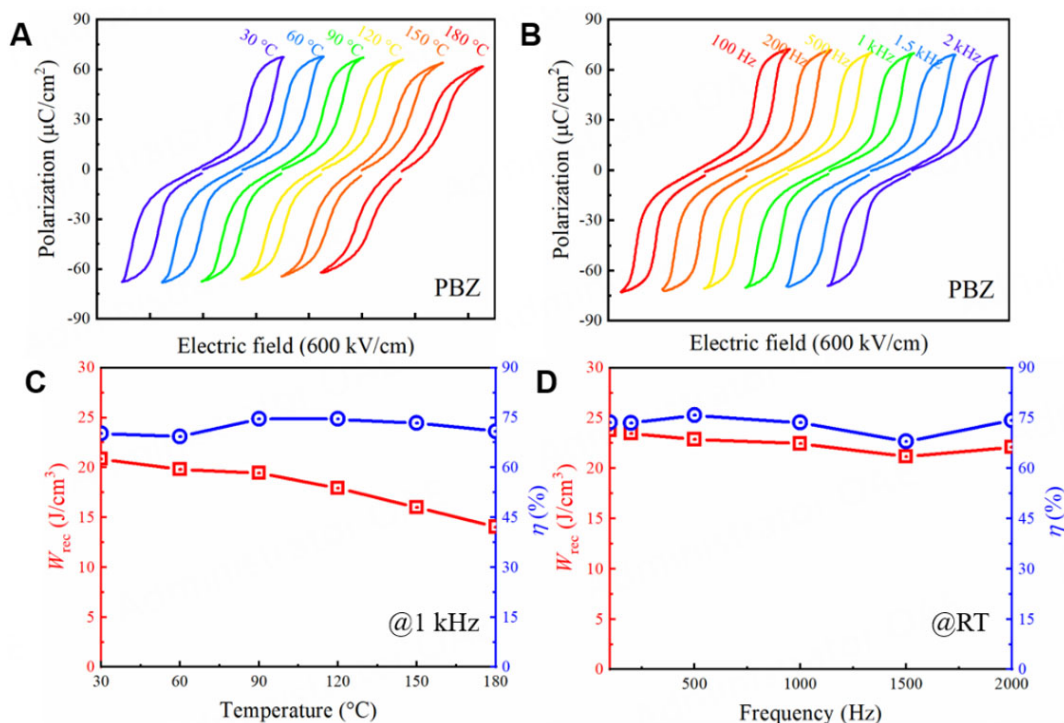 A
90
60
30
0
-30
-60
-90
Polarization (μC/cm²)
30 °C
60 °C
90 °C
120 °C
150 °C
180 °C
PBZ
Electric field (600 kV/cm)
B
90
60
30
0
-30
-60
-90
Polarization (μC/cm²)
100 Hz
200 Hz
500 Hz
1 kHz
1.5 kHz
2 kHz
PBZ
Electric field (600 kV/cm)
C
30
25
20
15
10
5
0
W_rec (J/cm³)
90
75
60
45
30
15
0
η (%)
@1 kHz
30 60 90 120 150 180
Temperature (°C)
D
30
25
20
15
10
5
0
W_rec (J/cm³)
90
75
60
45
30
15
0
η (%)
@RT
500 1000 1500 2000
Frequency (Hz)